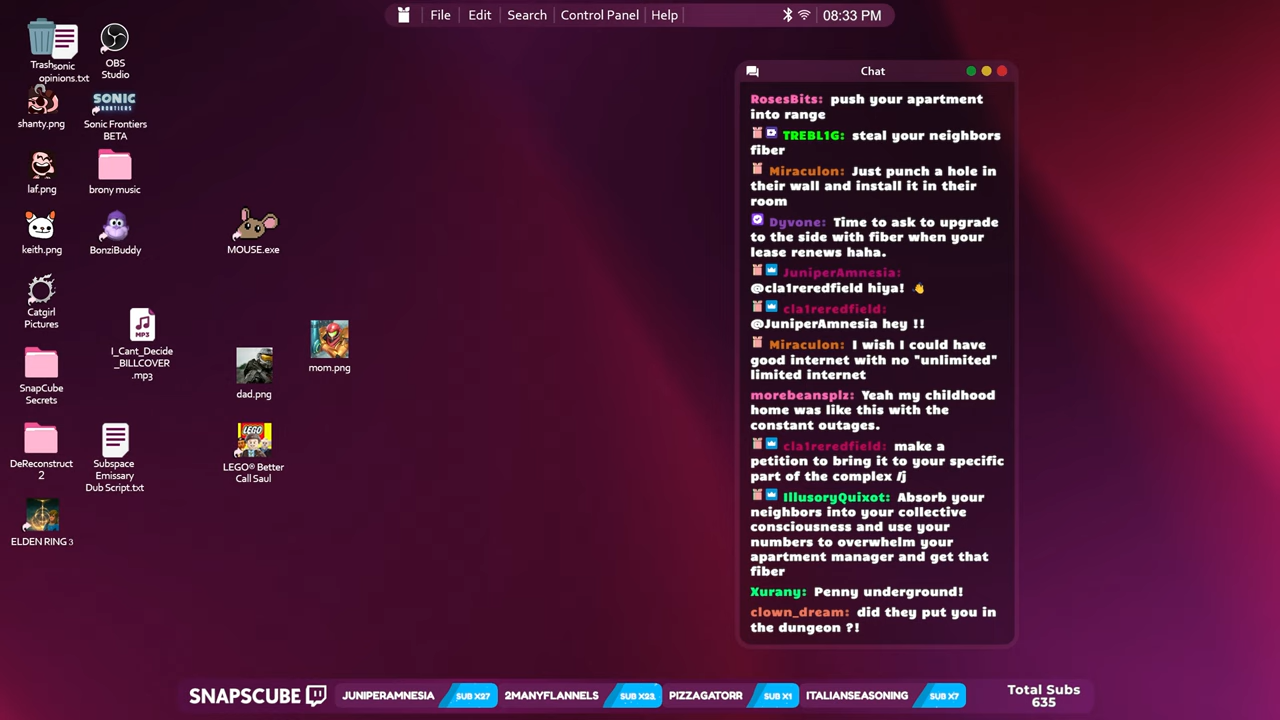 File Edit Search Control Panel Help 08:33 PM
Trash
sonic opinions.txt
OBS Studio
shanty.png
SONIC FRONTIERS
Sonic Frontiers BETA
laf.png
brony music
keith.png
BonziBuddy
MOUSE.exe
Catgirl Pictures
MP3
I_Cant_Decide
_BILLCOVER
.mp3
mom.png
dad.png
SnapCube
Secrets
DeReconstruct
2
Subspace
Emissary
Dub Script.txt
LEGO
LEGO® Better
Call Saul
ELDEN RING 3
Chat
RosesBits: push your apartment
into range
TREBL1G: steal your neighbors
fiber
Miraculon: Just punch a hole in
their wall and install it in their
room
Dyvone: Time to ask to upgrade
to the side with fiber when your
lease renews haha.
JuniperAmnesia:
@cla1reredfield hiya!
cla1reredfield:
@JuniperAmnesia hey !!
Miraculon: I wish I could have
good internet with no "unlimited"
limited internet
morebeansplz: Yeah my childhood
home was like this with the
constant outages.
cla1reredfield: make a
petition to bring it to your specific
part of the complex /j
IllusoryQuixot: Absorb your
neighbors into your collective
consciousness and use your
numbers to overwhelm your
apartment manager and get that
fiber
Xurany: Penny underground!
clown_dream: did they put you in
the dungeon ?!
SNAPSCUBE
JUNIPERAMNESIA SUB X27 2MANYFLANNELS SUB X23 PIZZAGATORR SUB X1 ITALIANSEASONING SUB X7
Total Subs
635